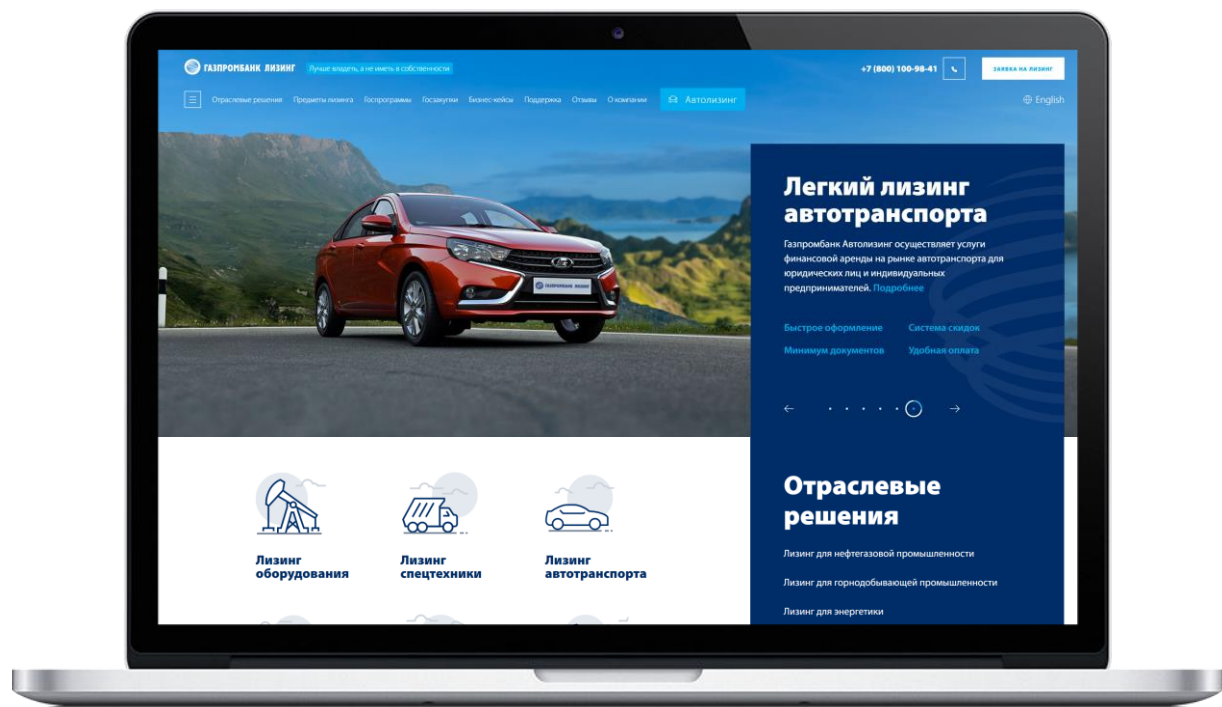 ГАЗПРОМБАНК ЛИЗИНГ
Лучше владеть, а не иметь в собственности
+7 (800) 100-98-41
ЗАЯВКА НА ЛИЗИНГ
Отраслевые решения Предметы лизинга Госпрограммы Госзакупки Бизнес-кейсы Поддержка Отзывы О компании Автолизинг English
Легкий лизинг
автотранспорта
Газпромбанк Автолизинг осуществляет услуги
финансовой аренды на рынке автотранспорта для
юридических лиц и индивидуальных
предпринимателей. Подробнее
Быстрое оформление Система скидок
Минимум документов Удобная оплата
ГАЗПРОМБАНК ЛИЗИНГ
Лизинг
оборудования
Лизинг
спецтехники
Лизинг
автотранспорта
Отраслевые
решения
Лизинг для нефтегазовой промышленности
Лизинг для горнодобывающей промышленности
Лизинг для энергетики